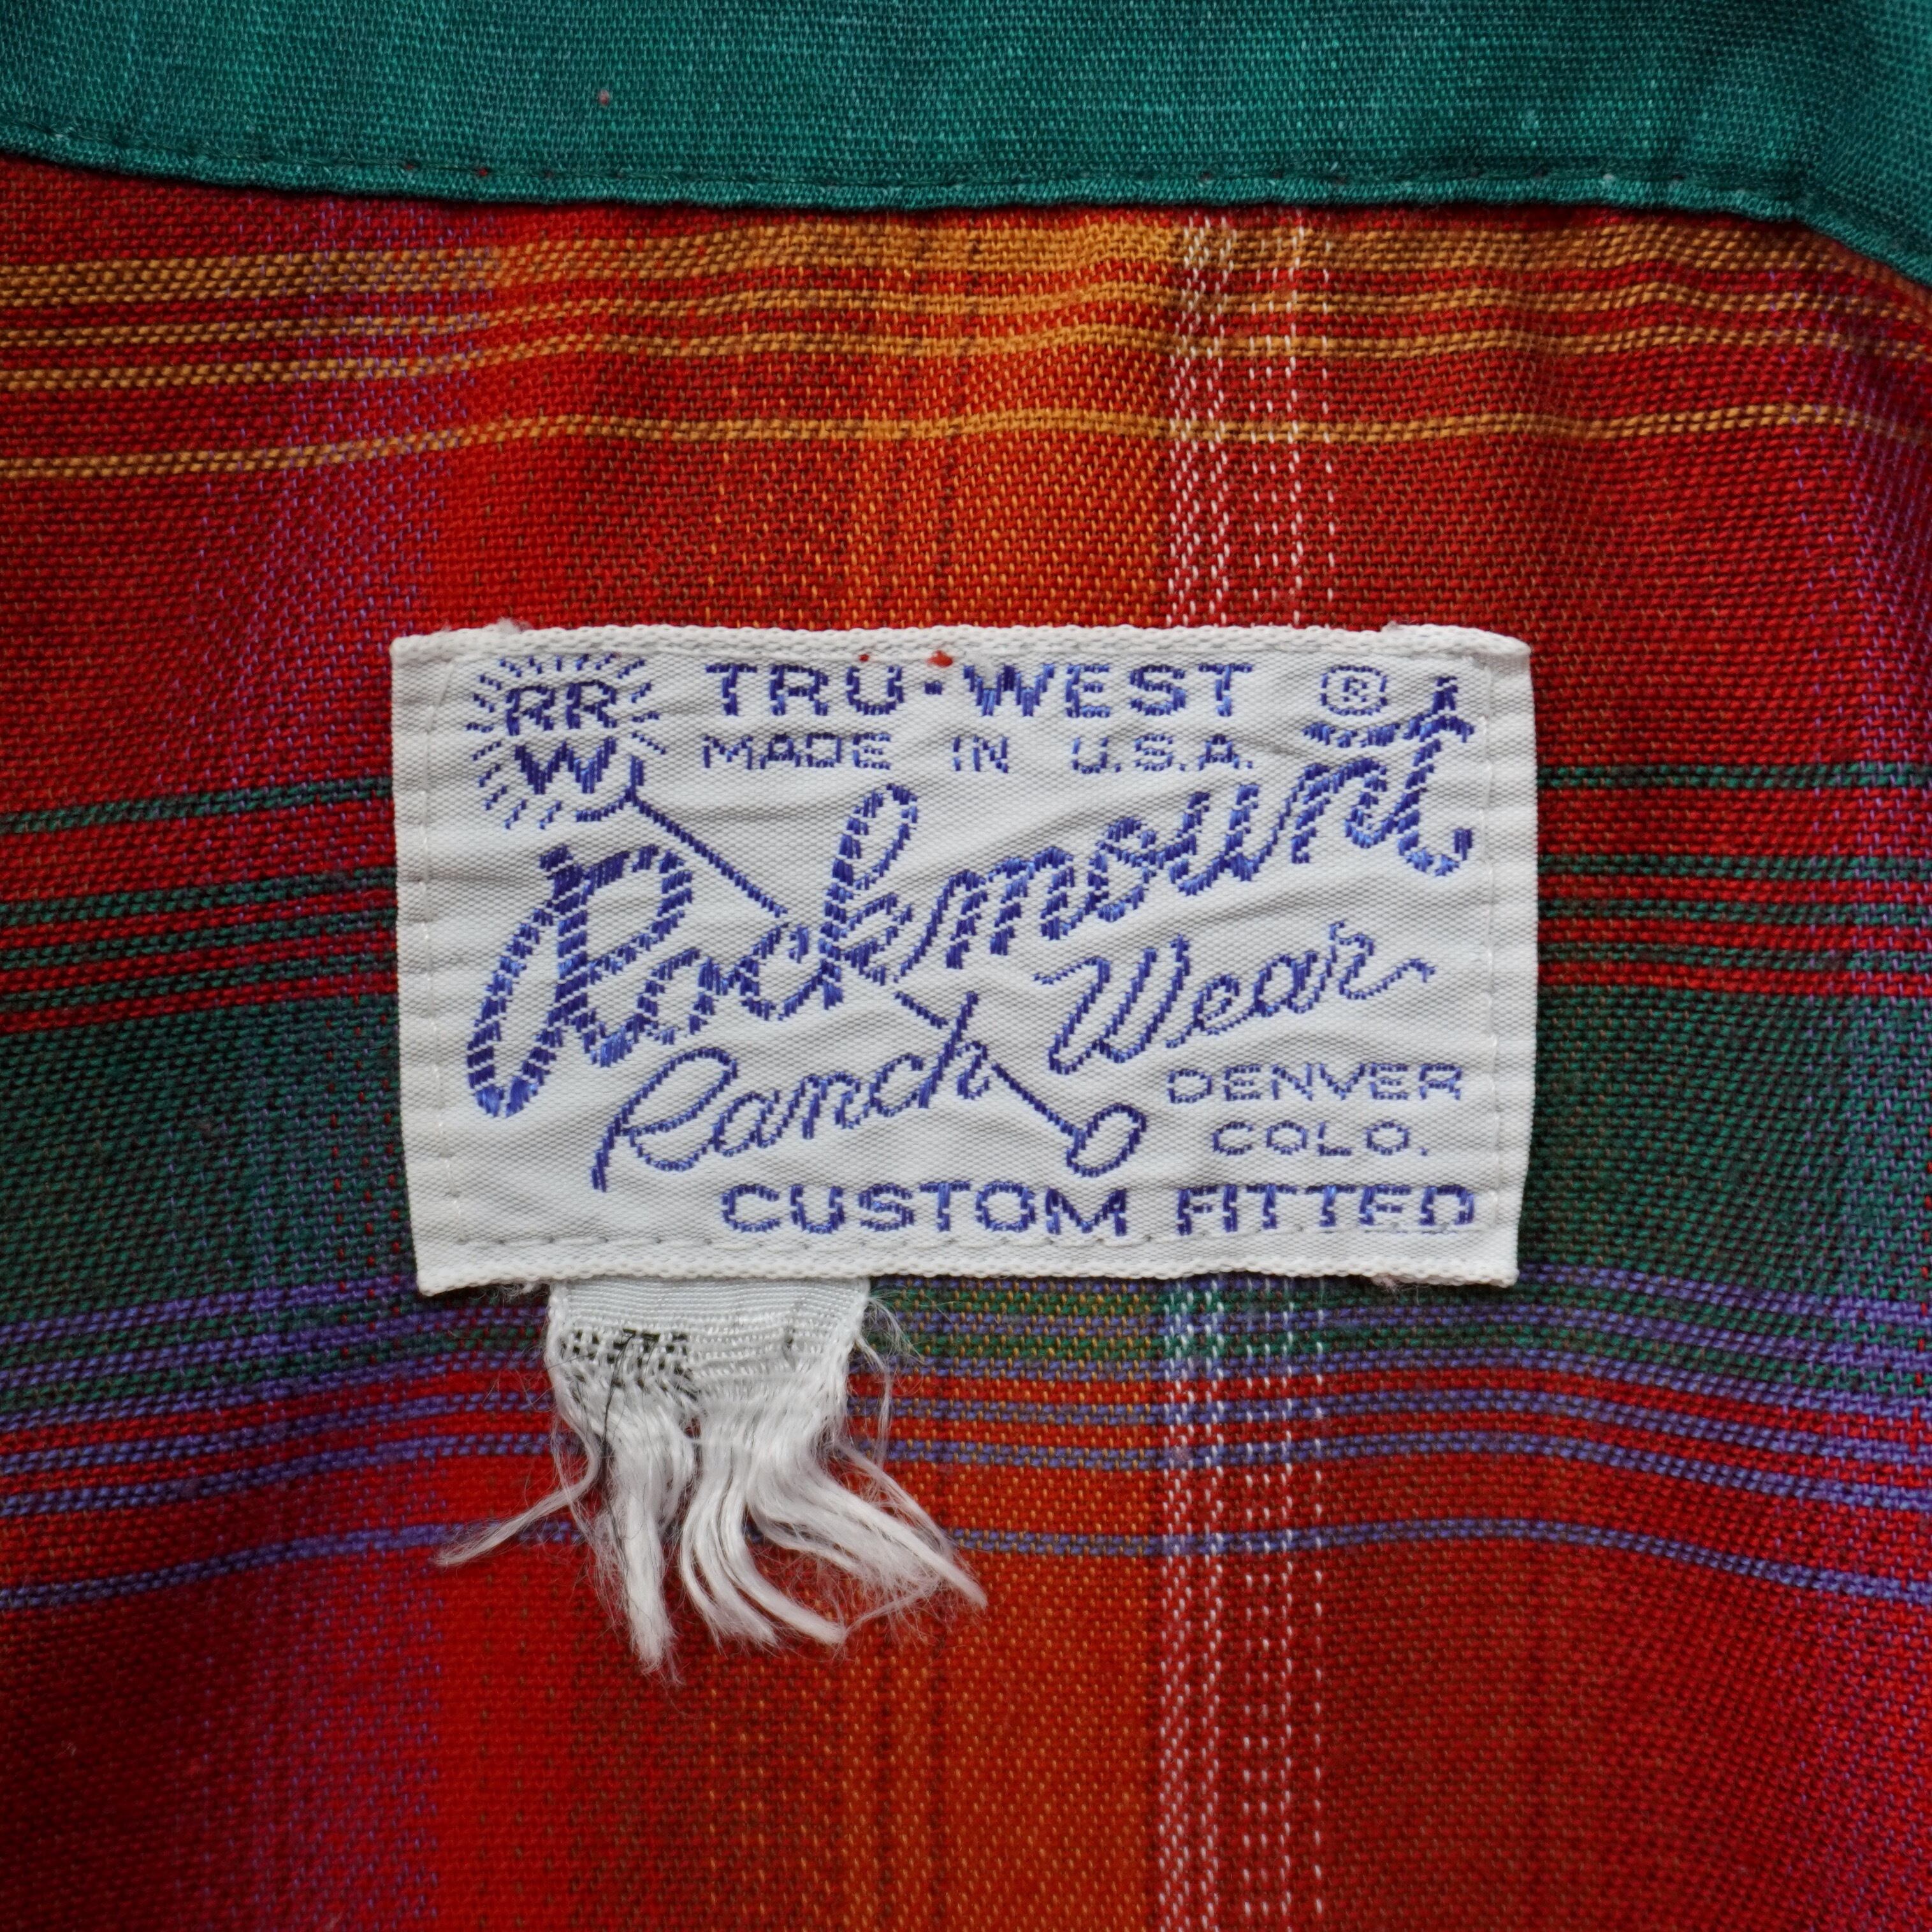 RR
W
TRU-WEST ®
MADE IN U.S.A.
Rockmount
Ranch Wear
DENVER
COLO.
CUSTOM FITTED